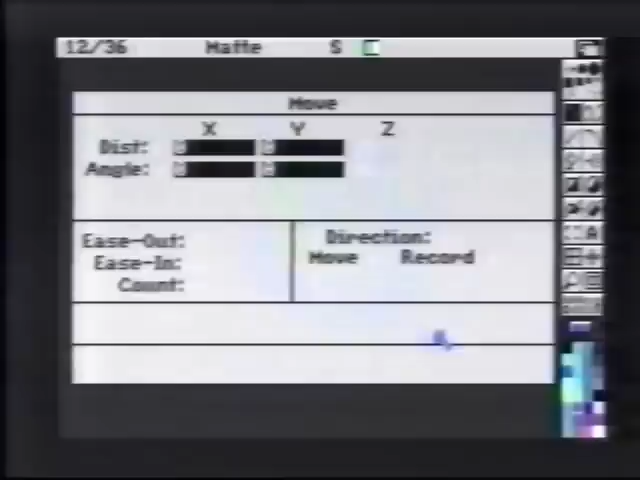 12/36 Matte S
Move
X Y Z
Dist:
Angle:
Ease-Out:
Ease-In:
Count:
Direction:
Move Record
A